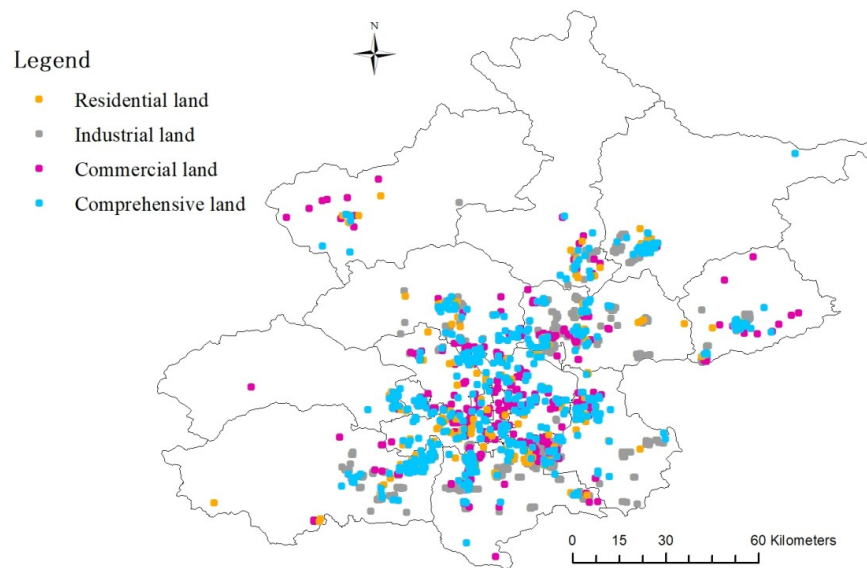 N
Legend
Residential land
Industrial land
Commercial land
Comprehensive land
0 15 30 60 Kilometers